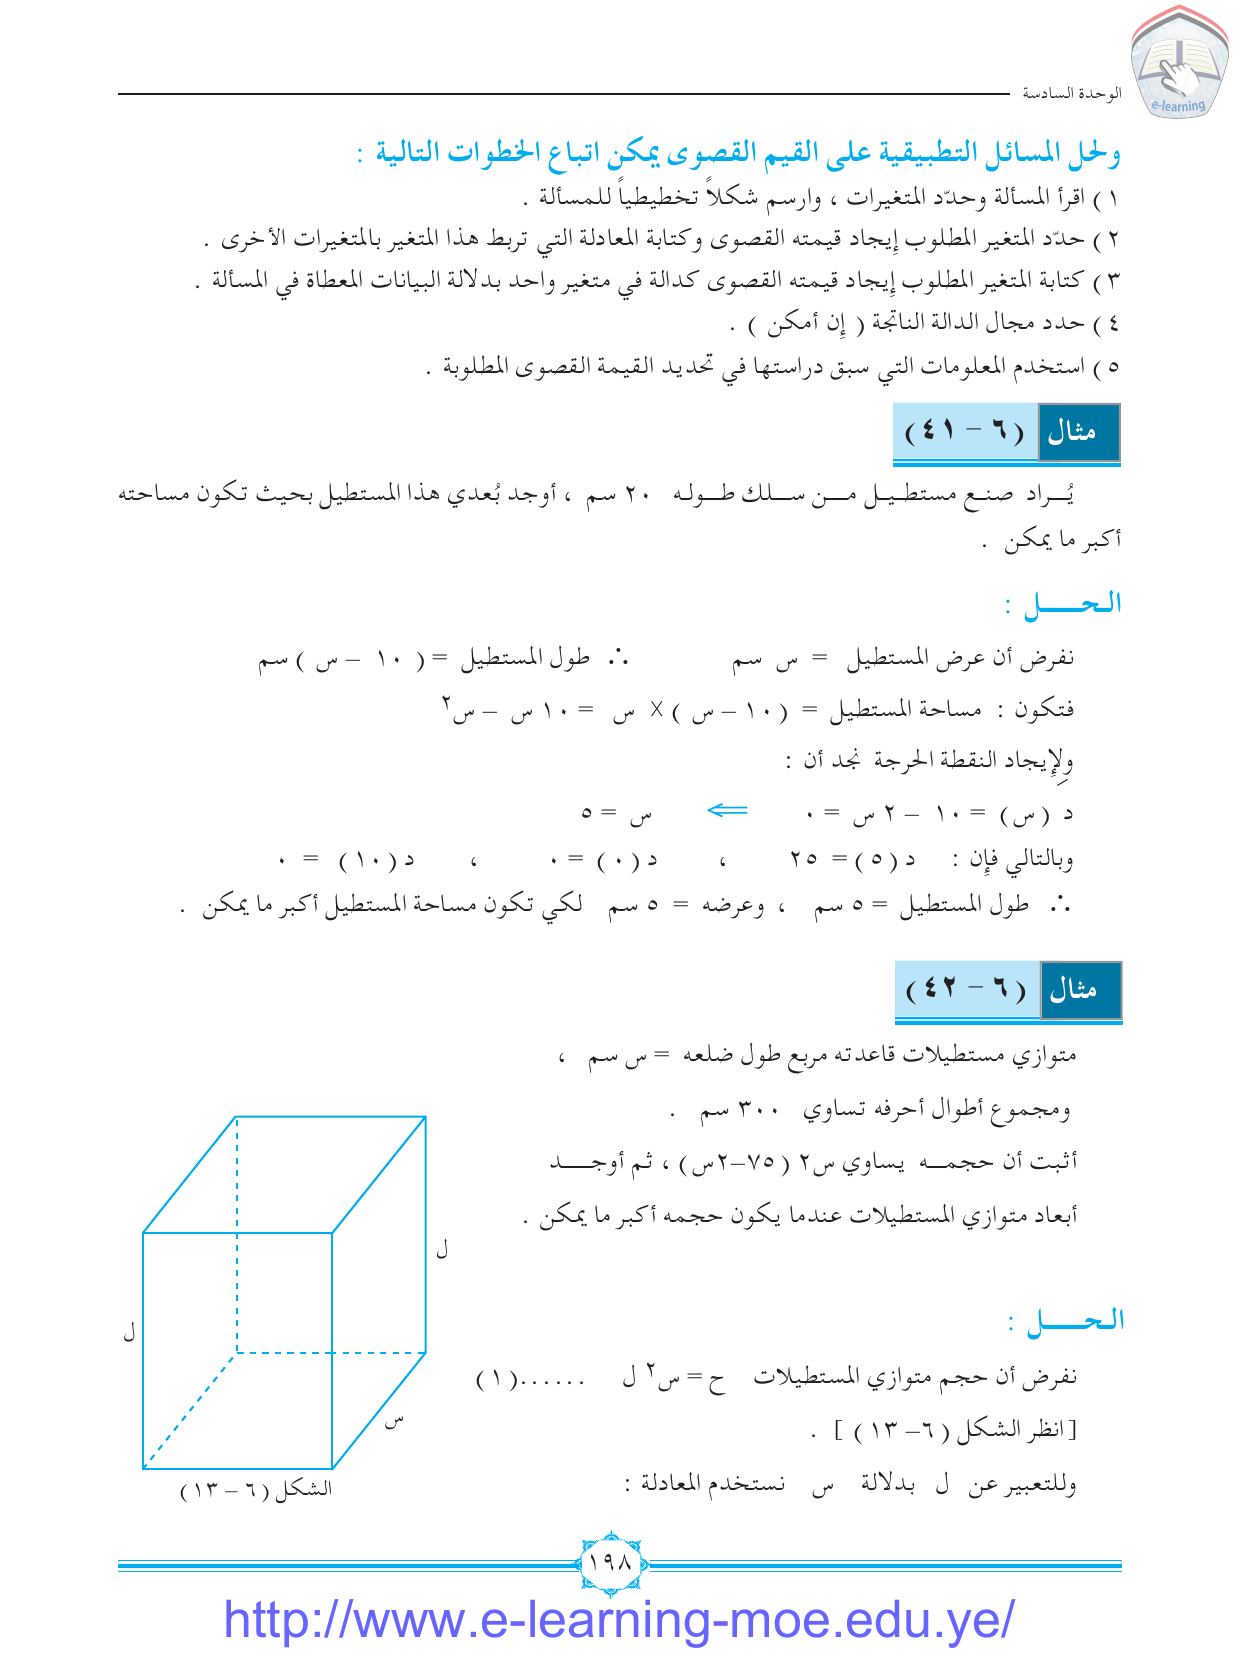 e-learning
الوحدة السادسة
ولحل المسائل التطبيقية على القيم القصوى يمكن اتباع الخطوات التالية :
١ ) اقرأ المسألة وحدّد المتغيرات ، وارسم شكلاً تخطيطياً للمسألة .
٢ ) حدّد المتغير المطلوب إيجاد قيمته القصوى وكتابة المعادلة التي تربط هذا المتغير بالمتغيرات الأخرى .
٣ ) كتابة المتغير المطلوب إيجاد قيمته القصوى كدالة في متغير واحد بدلالة البيانات المعطاة في المسألة .
٤ ) حدد مجال الدالة الناتجة ( إن أمكن ) .
٥ ) استخدم المعلومات التي سبق دراستها في تحديد القيمة القصوى المطلوبة .
مثال ( ٦ – ٤١ )
يُـــراد صنـع مستطيـل مـــن ســـلك طــولـه ٢٠ سم ، أوجد بُعدي هذا المستطيل بحيث تكون مساحته
أكبر ما يمكن .
الـحـــــل :
نفرض أن عرض المستطيل = س سم ∴ طول المستطيل = ( ١٠ – س ) سم
فتكون : مساحة المستطيل = ( ١٠ – س ) × س = ١٠ س – س٢
ولإيجاد النقطة الحرجة نجد أن :
د ( س ) = ١٠ – ٢ س = ٠ ⇐ س = ٥
وبالتالي فإن : د ( ٥ ) = ٢٥ ، د ( ٠ ) = ٠ ، د ( ١٠ ) = ٠
∴ طول المستطيل = ٥ سم ، وعرضه = ٥ سم لكي تكون مساحة المستطيل أكبر ما يمكن .
مثال ( ٦ – ٤٢ )
متوازي مستطيلات قاعدته مربع طول ضلعه = س سم ،
ومجموع أطوال أحرفه تساوي ٣٠٠ سم .
أثبت أن حجمـــه يساوي س٢ ( ٧٥–٢س ) ، ثم أوجـــــد
أبعاد متوازي المستطيلات عندما يكون حجمه أكبر ما يمكن .
ل
ل
س
الشكل ( ٦ – ١٣ )
الـحـــــل :
نفرض أن حجم متوازي المستطيلات ح = س٢ ل ......( ١ )
[ انظر الشكل ( ٦– ١٣ ) ] .
وللتعبير عن ل بدلالة س نستخدم المعادلة :
١٩٨
http://www.e-learning-moe.edu.ye/